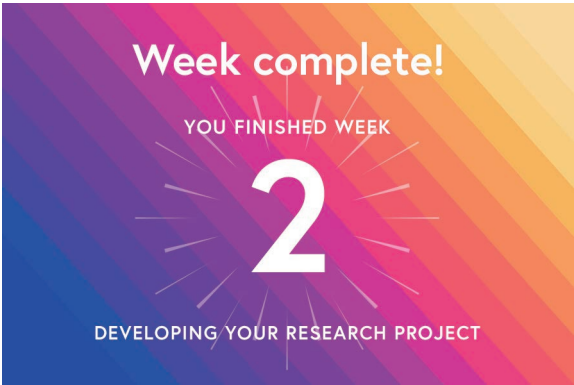 Week complete!
YOU FINISHED WEEK
2
DEVELOPING YOUR RESEARCH PROJECT